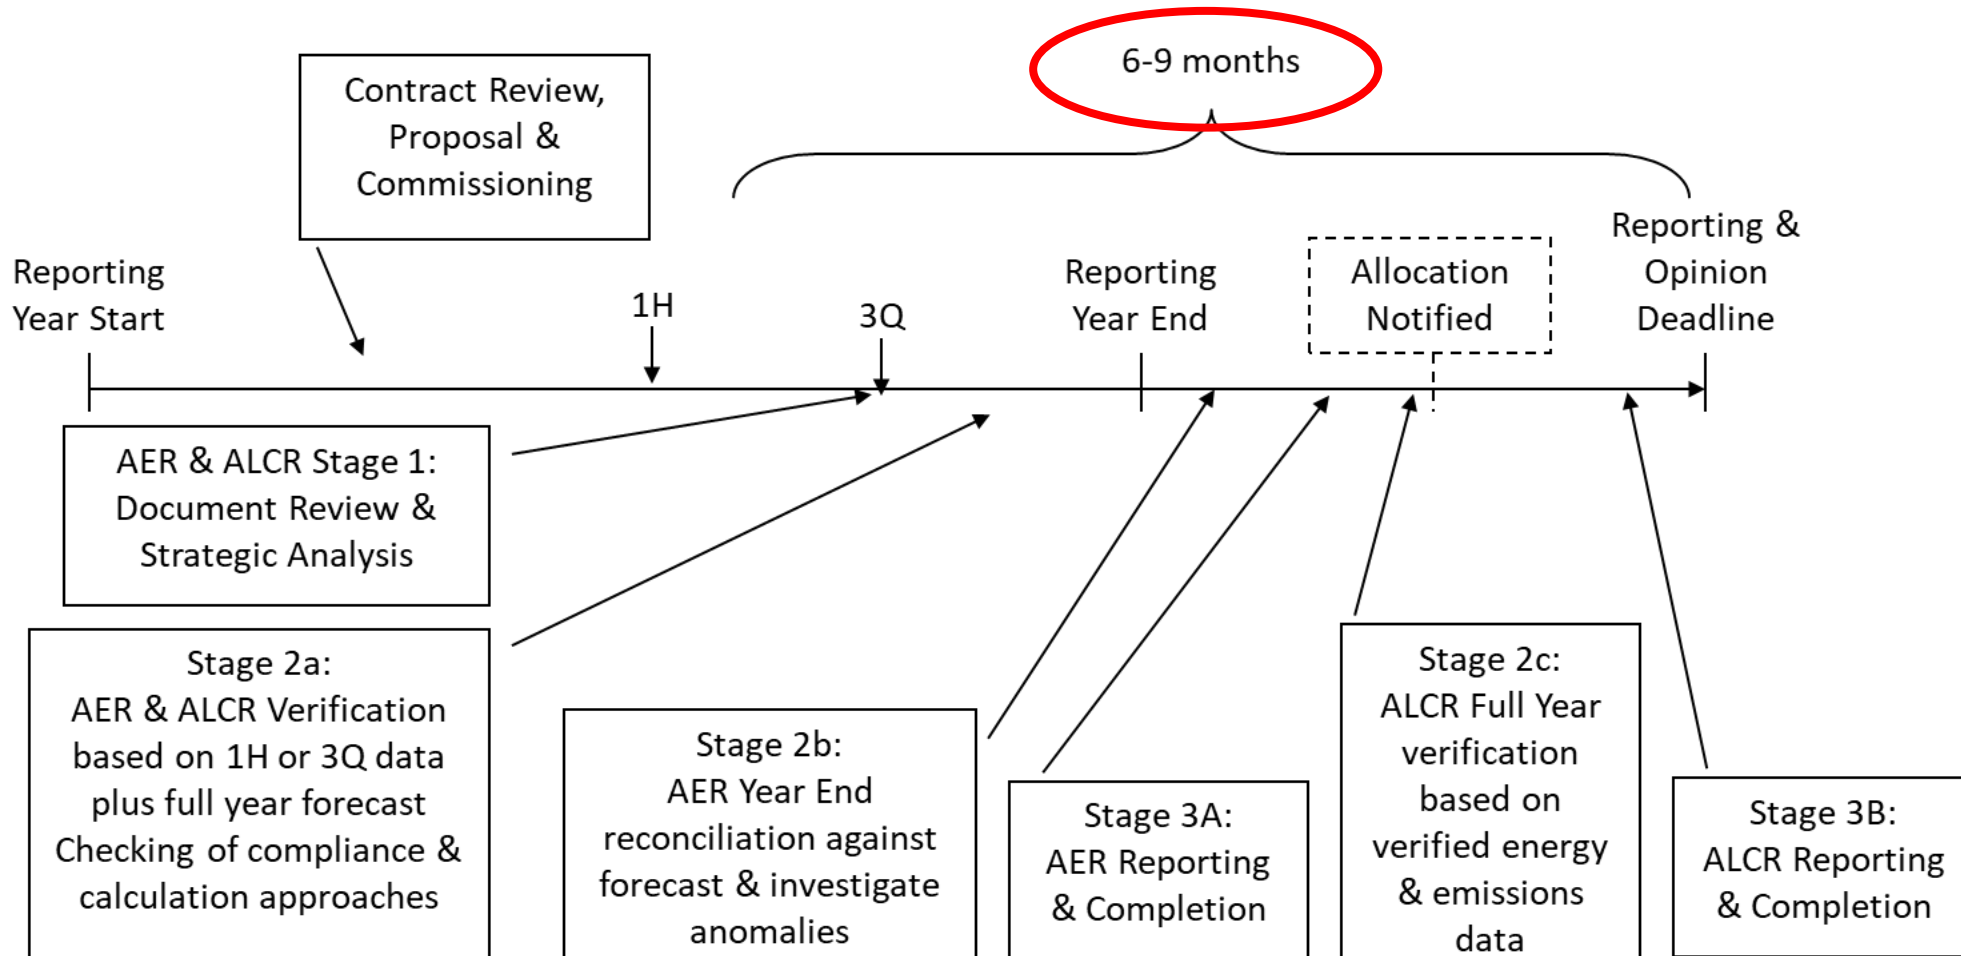 6-9 months
Contract Review,
Proposal &
Commissioning
Reporting
Year Start
1H
3Q
Reporting
Year End
Allocation
Notified
Reporting &
Opinion
Deadline
AER & ALCR Stage 1:
Document Review &
Strategic Analysis
Stage 2a:
AER & ALCR Verification
based on 1H or 3Q data
plus full year forecast
Checking of compliance &
calculation approaches
Stage 2b:
AER Year End
reconciliation against
forecast & investigate
anomalies
Stage 3A:
AER Reporting
& Completion
Stage 2c:
ALCR Full Year
verification
based on
verified energy
& emissions
data
Stage 3B:
ALCR Reporting
& Completion